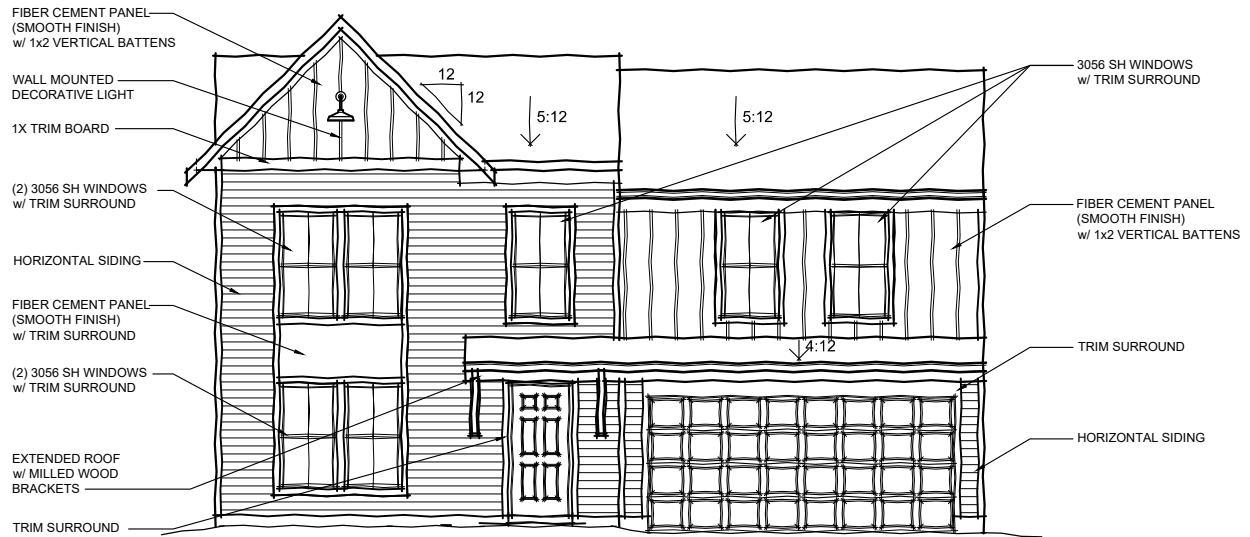 FIBER CEMENT PANEL
(SMOOTH FINISH)
w/ 1x2 VERTICAL BATTENS
WALL MOUNTED
DECORATIVE LIGHT
1X TRIM BOARD
(2) 3056 SH WINDOWS
w/ TRIM SURROUND
HORIZONTAL SIDING
FIBER CEMENT PANEL
(SMOOTH FINISH)
w/ TRIM SURROUND
(2) 3056 SH WINDOWS
w/ TRIM SURROUND
EXTENDED ROOF
w/ MILLED WOOD
BRACKETS
TRIM SURROUND
12
12
5:12
5:12
4:12
3056 SH WINDOWS
w/ TRIM SURROUND
FIBER CEMENT PANEL
(SMOOTH FINISH)
w/ 1x2 VERTICAL BATTENS
TRIM SURROUND
HORIZONTAL SIDING